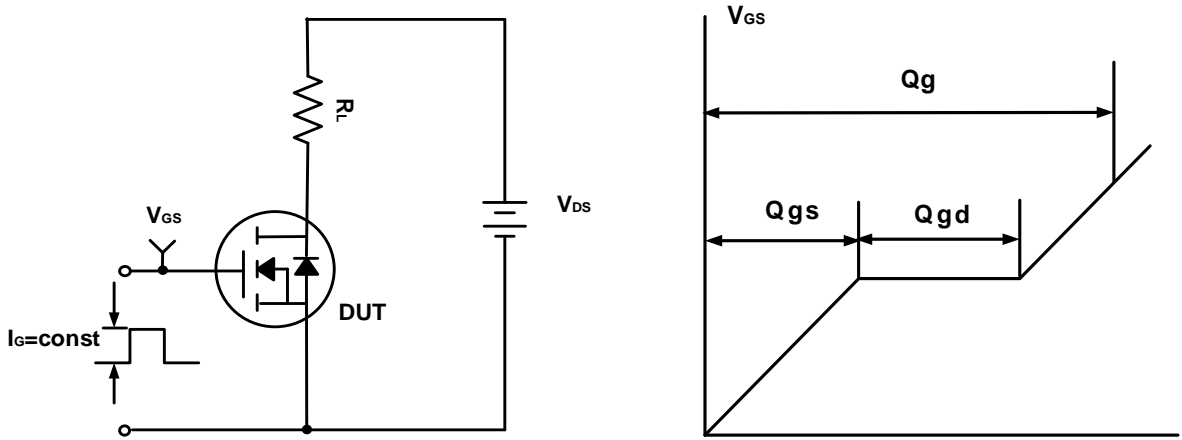 RL
VGS
VDS
DUT
IG=const
VGS
Qg
Qgs
Qgd